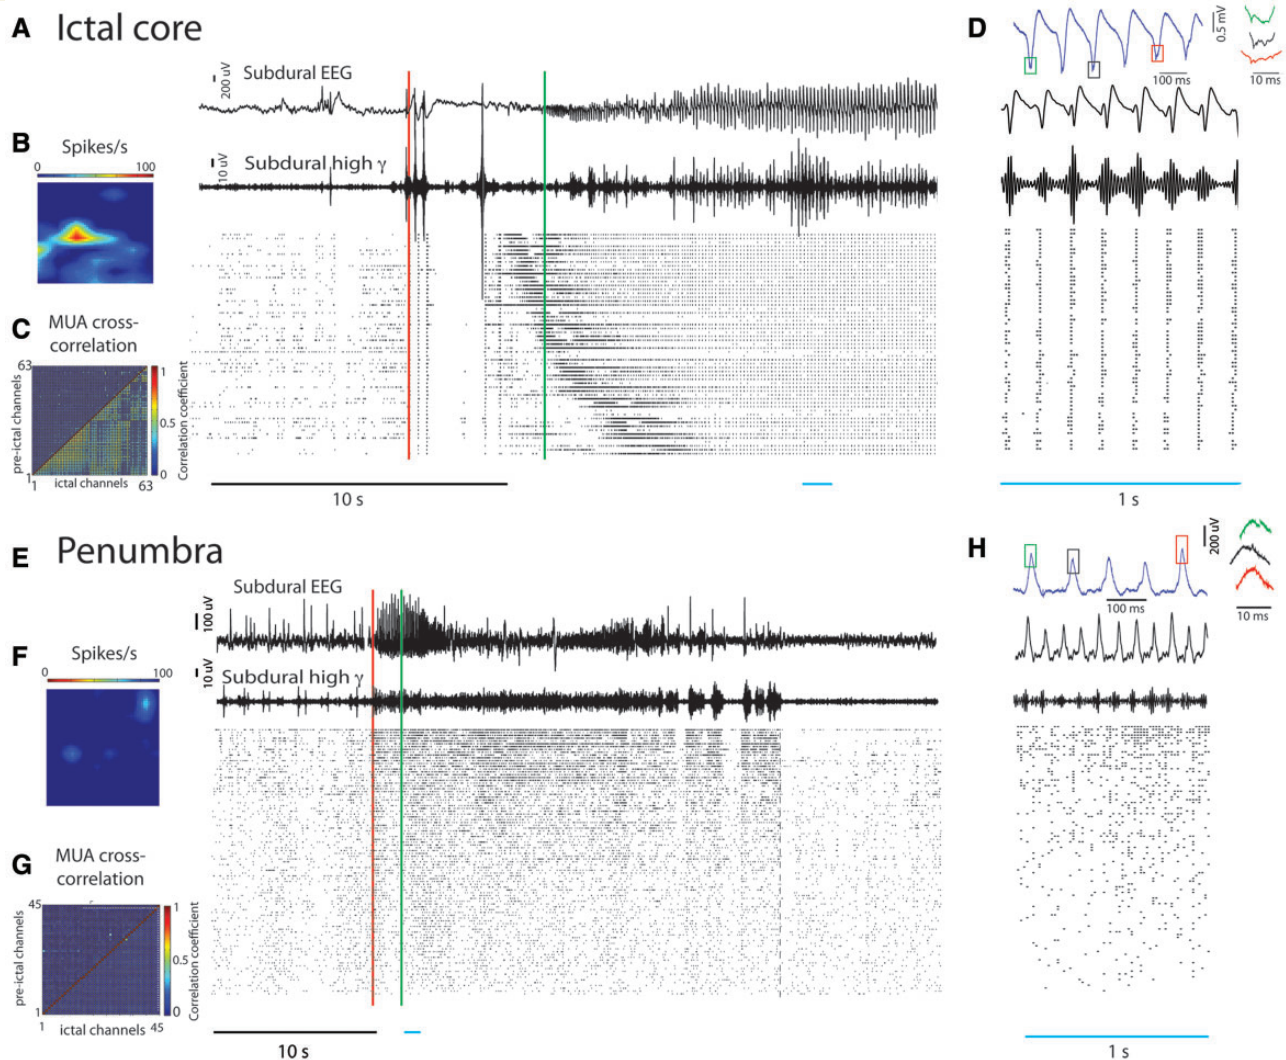 A Ictal core
Subdural EEG
200 uV
Subdural high γ
10 uV
10 s
B
Spikes/s
0 100
C
MUA cross-
correlation
63
pre-ictal channels
1
1 ictal channels 63
1
0.5
0
Correlation coefficient
D
0.5 mV
100 ms
10 ms
1 s
E Penumbra
Subdural EEG
100 uV
Subdural high γ
10 uV
10 s
F
Spikes/s
0 100
G
MUA cross-
correlation
45
pre-ictal channels
1
1 ictal channels 45
1
0.5
0
Correlation coefficient
H
200 uV
100 ms
10 ms
1 s